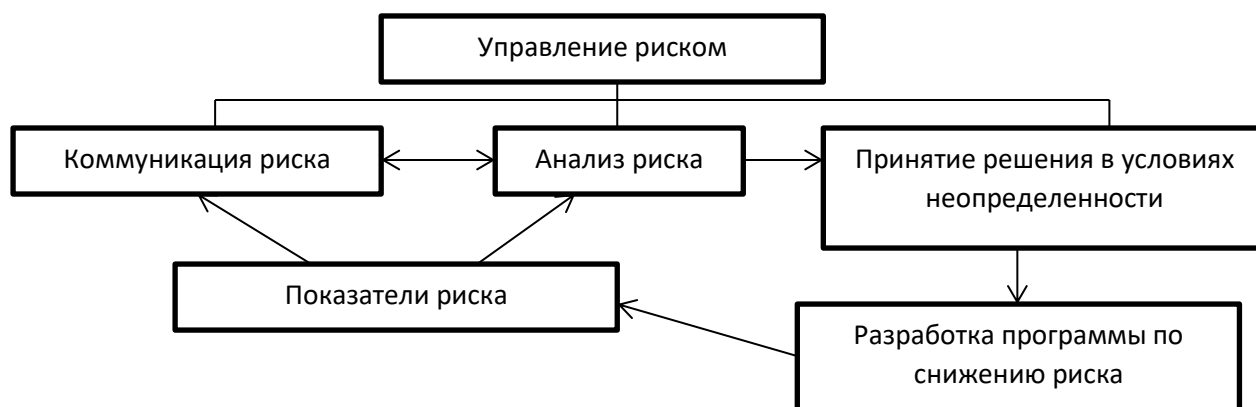 Управление риском
Коммуникация риска
Анализ риска
Принятие решения в условиях
неопределенности
Показатели риска
Разработка программы по
снижению риска